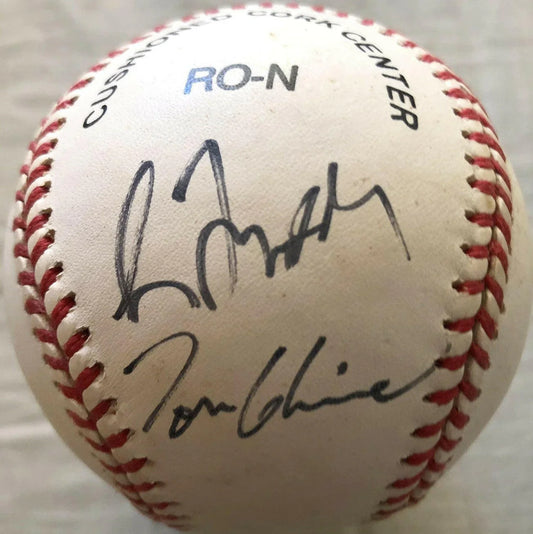 CUSHIONED CORK CENTER
RO-N
Tom Glavine